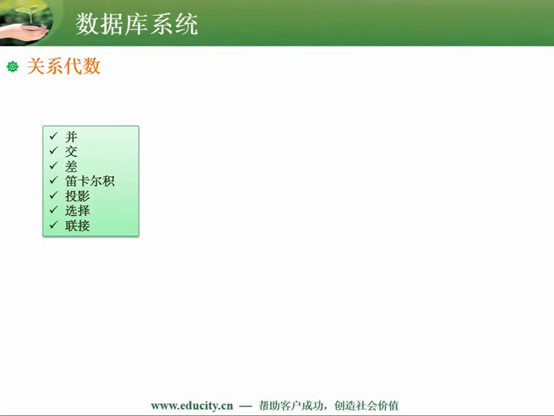 数据库系统
关系代数
并
交
差
笛卡尔积
投影
选择
联接
www.educity.cn — 帮助客户成功，创造社会价值